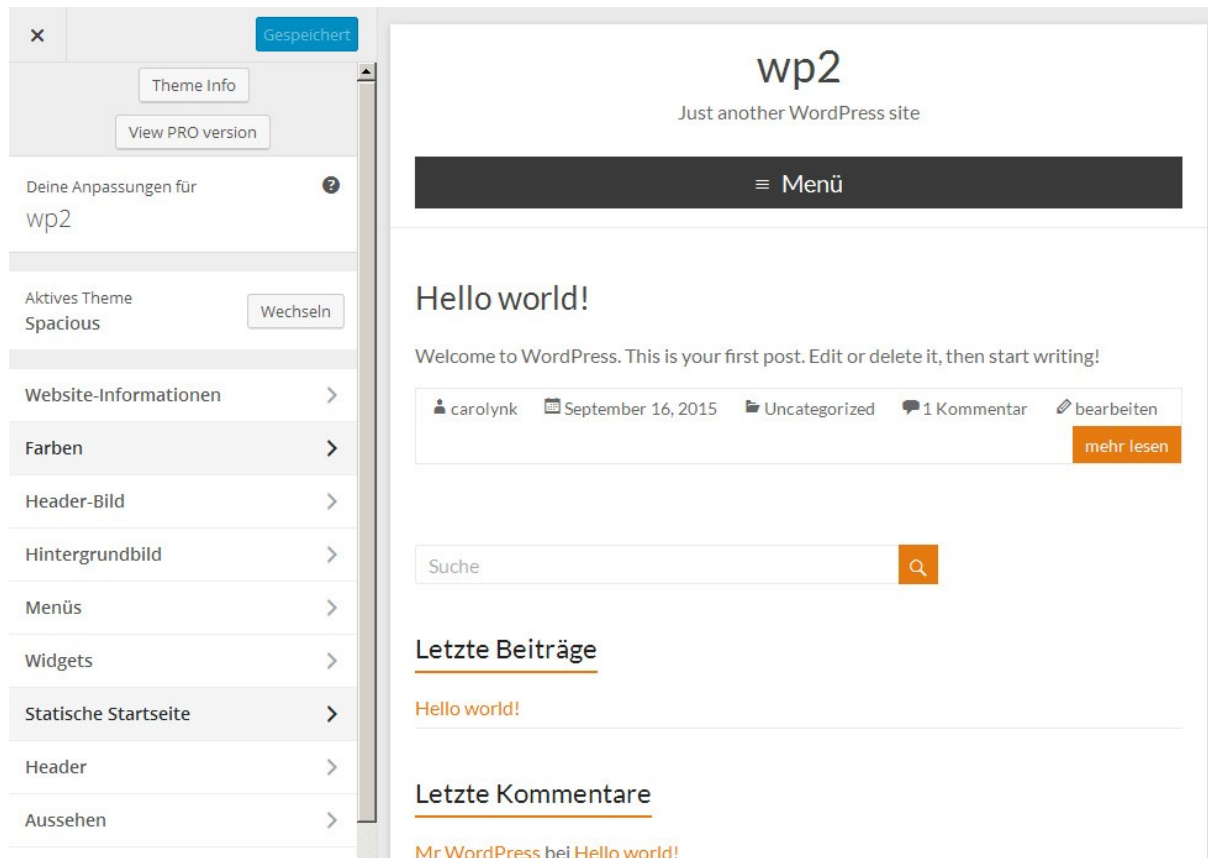 Gespeichert
Theme Info
View PRO version
Deine Anpassungen für
wp2
Aktives Theme
Spacious
Wechseln
Website-Informationen
Farben
Header-Bild
Hintergrundbild
Menüs
Widgets
Statische Startseite
Header
Aussehen
wp2
Just another WordPress site
≡ Menü
Hello world!
Welcome to WordPress. This is your first post. Edit or delete it, then start writing!
carolynk September 16, 2015 Uncategorized 1 Kommentar bearbeiten
mehr lesen
Suche
Letzte Beiträge
Hello world!
Letzte Kommentare
Mr WordPress bei Hello world!